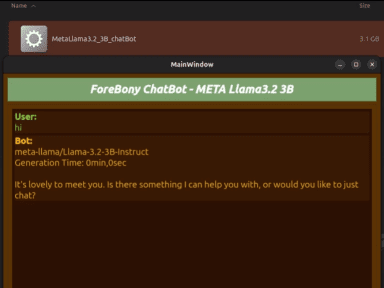 Name
Size
MetaLlama3.2_3B_chatBot
3.1 GB
MainWindow
ForeBony ChatBot - META Llama3.2 3B
User:
hi
Bot:
meta-llama/Llama-3.2-3B-Instruct
Generation Time: 0min,0sec
It's lovely to meet you. Is there something I can help you with, or would you like to just
chat?